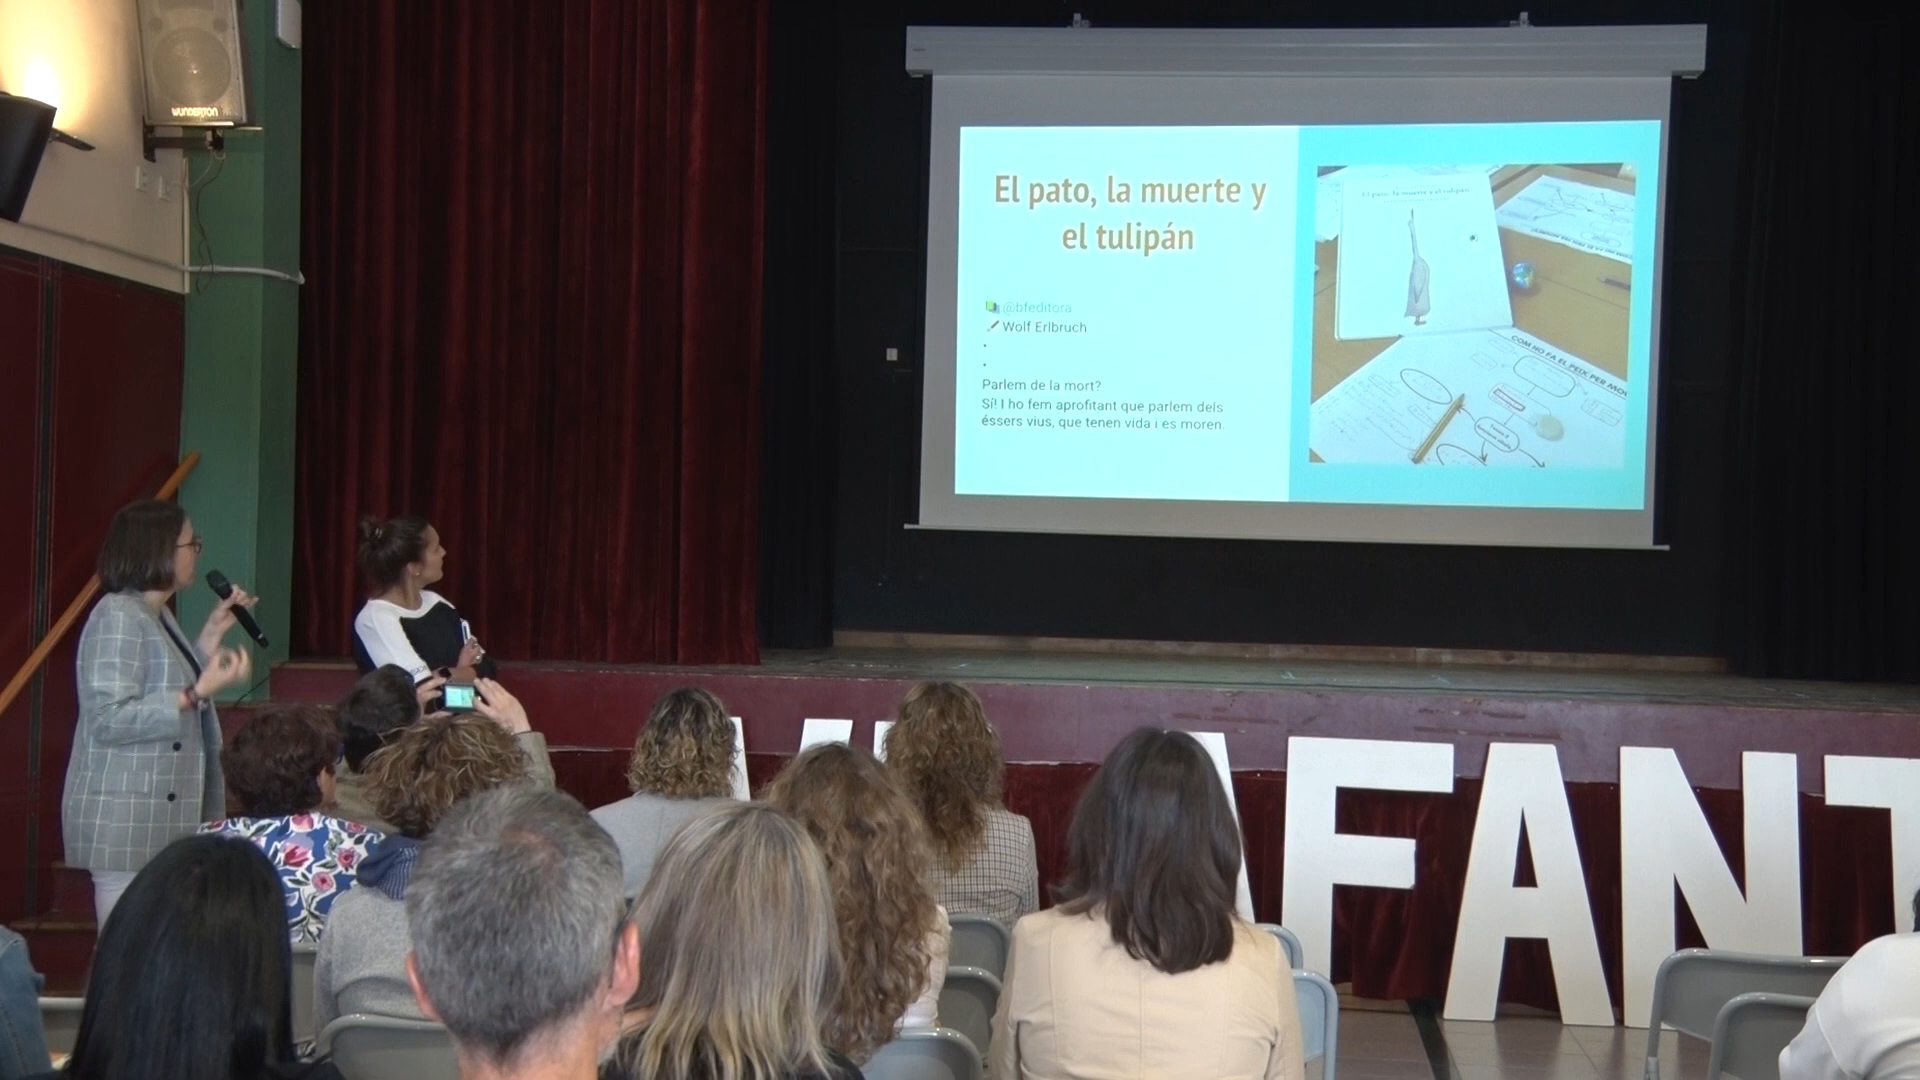 WUNDERTON
El pato, la muerte y
el tulipán
@bfeditora
Wolf Erlbruch
.
.
Parlem de la mort?
Sí! I ho fem aprofitant que parlem dels
éssers vius, que tenen vida i es moren.
El pato, la muerte y el tulipán
COM HO FA EL PEIX PER MO
AFANT